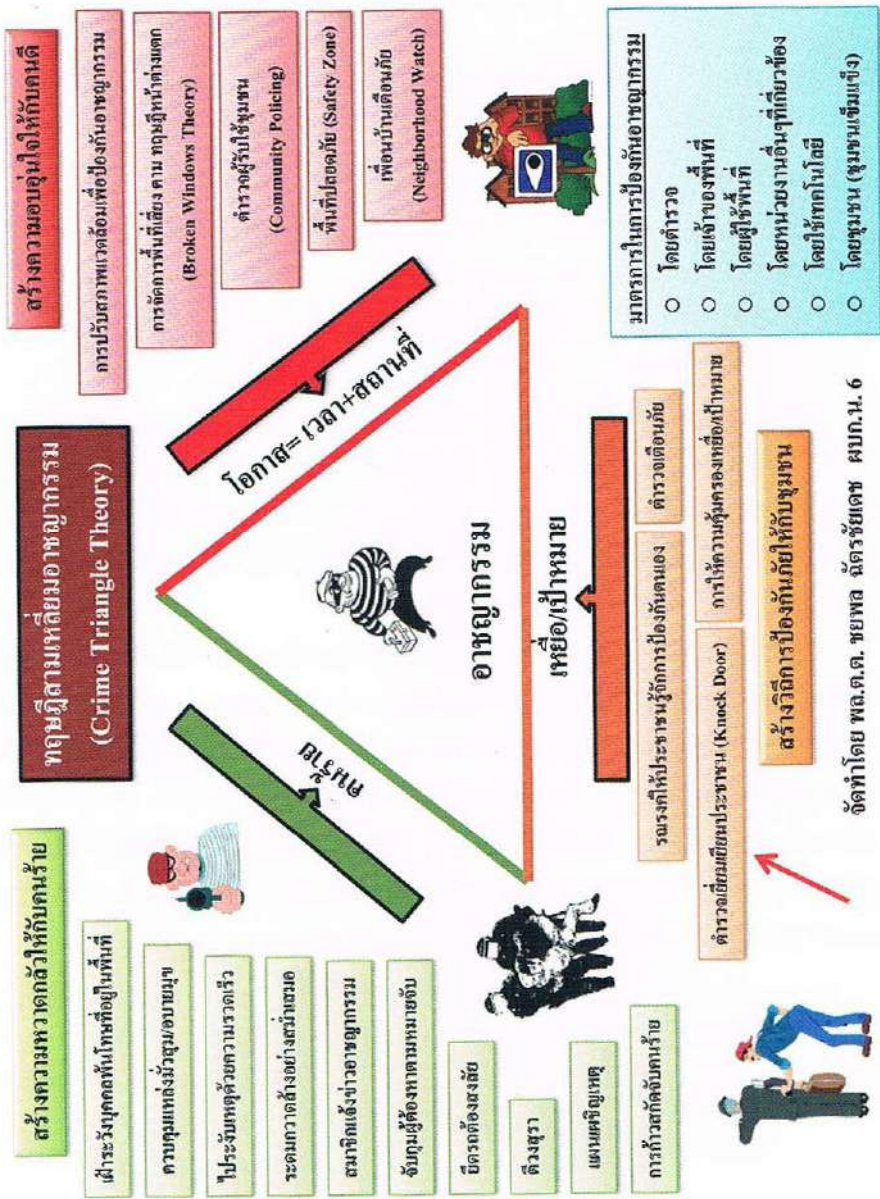 ทฤษฎีสามเหลี่ยมอาชญากรรม
(Crime Triangle Theory)
สร้างความหวาดกลัวให้กับคนร้าย
เฝ้าระวังบุคคลพ้นโทษที่อยู่ในพื้นที่
ควบคุมแหล่งมั่วสุม/อบายมุข
ไประงับเหตุด้วยความรวดเร็ว
ระดมกวาดล้างอย่างสม่ำเสมอ
สมาชิกแจ้งข่าวอาชญากรรม
จับกุมผู้ต้องหาตามหมายจับ
ยึดรถต้องสงสัย
ตีวงสุรา
แผนเผชิญเหตุ
การก้าวสกัดจับคนร้าย
คนร้าย
โอกาส= เวลา+สถานที่
อาชญากรรม
เหยื่อ/เป้าหมาย
สร้างความอบอุ่นใจให้กับคนดี
การปรับสภาพแวดล้อมเพื่อป้องกันอาชญากรรม
การจัดการพื้นที่เสี่ยง ตาม ทฤษฎีหน้าต่างแตก
(Broken Windows Theory)
ตำรวจผู้รับใช้ชุมชน
(Community Policing)
พื้นที่ปลอดภัย (Safety Zone)
เพื่อนบ้านเตือนภัย
(Neighborhood Watch)
รณรงค์ให้ประชาชนรู้จักการป้องกันตนเอง
ตำรวจเตือนภัย
ตำรวจเยี่ยมเยียนประชาชน (Knock Door)
การให้ความคุ้มครองเหยื่อ/เป้าหมาย
สร้างวิถีการป้องกันภัยให้กับชุมชน
มาตรการในการป้องกันอาชญากรรม
○ โดยตำรวจ
○ โดยเจ้าของพื้นที่
○ โดยผู้ใช้พื้นที่
○ โดยหน่วยงานอื่นๆที่เกี่ยวข้อง
○ โดยใช้เทคโนโลยี
○ โดยชุมชน (ชุมชนเข้มแข็ง)
จัดทำโดย พล.ต.ต. ชยพล ฉัตรชัยเดช ผบก.น. 6